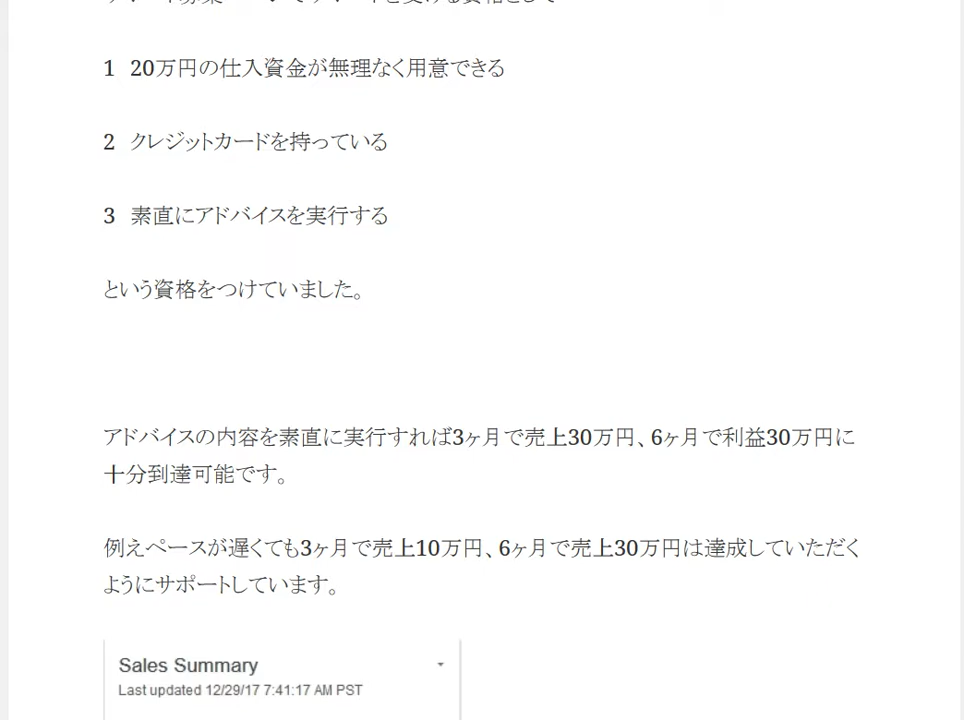 1 20万円の仕入資金が無理なく用意できる
2 クレジットカードを持っている
3 素直にアドバイスを実行する
という資格をつけていました。
アドバイスの内容を素直に実行すれば3ヶ月で売上30万円、6ヶ月で利益30万円に
十分到達可能です。
例えペースが遅くても3ヶ月で売上10万円、6ヶ月で売上30万円は達成していただく
ようにサポートしています。
Sales Summary
Last updated 12/29/17 7:41:17 AM PST